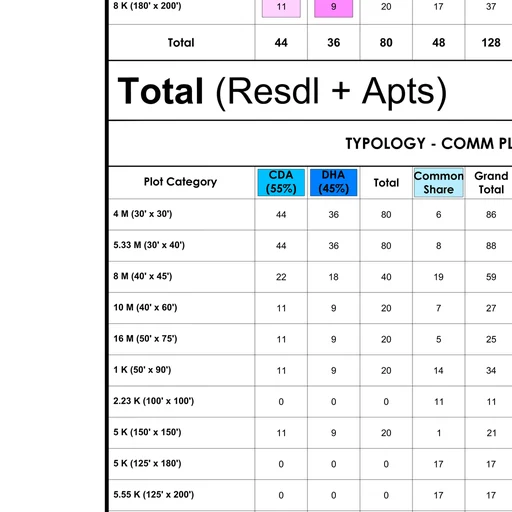 8 K (180' x 200') 11 9 20 17 37
Total 44 36 80 48 128
Total (Resdl + Apts)
TYPOLOGY - COMM PL
Plot Category CDA (55%) DHA (45%) Total Common Share Grand Total
4 M (30' x 30') 44 36 80 6 86
5.33 M (30' x 40') 44 36 80 8 88
8 M (40' x 45') 22 18 40 19 59
10 M (40' x 60') 11 9 20 7 27
16 M (50' x 75') 11 9 20 5 25
1 K (50' x 90') 11 9 20 14 34
2.23 K (100' x 100') 0 0 0 11 11
5 K (150' x 150') 11 9 20 1 21
5 K (125' x 180') 0 0 0 17 17
5.55 K (125' x 200') 0 0 0 17 17